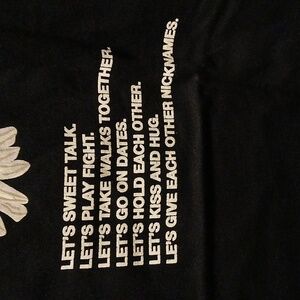 LET'S SWEET TALK.
LET'S PLAY FIGHT.
LET'S TAKE WALKS TOGETHER.
LET'S GO ON DATES.
LET'S HOLD EACH OTHER.
LET'S KISS AND HUG.
LE'S GIVE EACH OTHER NICKNAMES.